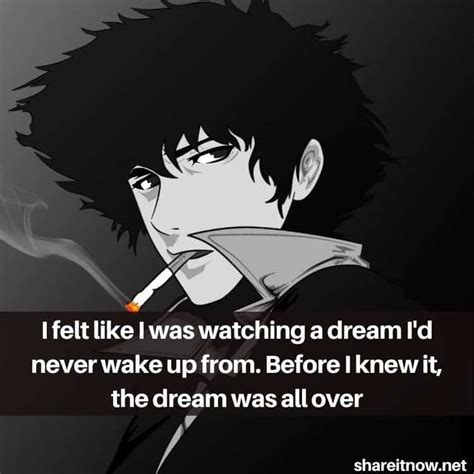 I felt like I was watching a dream I'd
never wake up from. Before I knew it,
the dream was all over
shareitnow.net